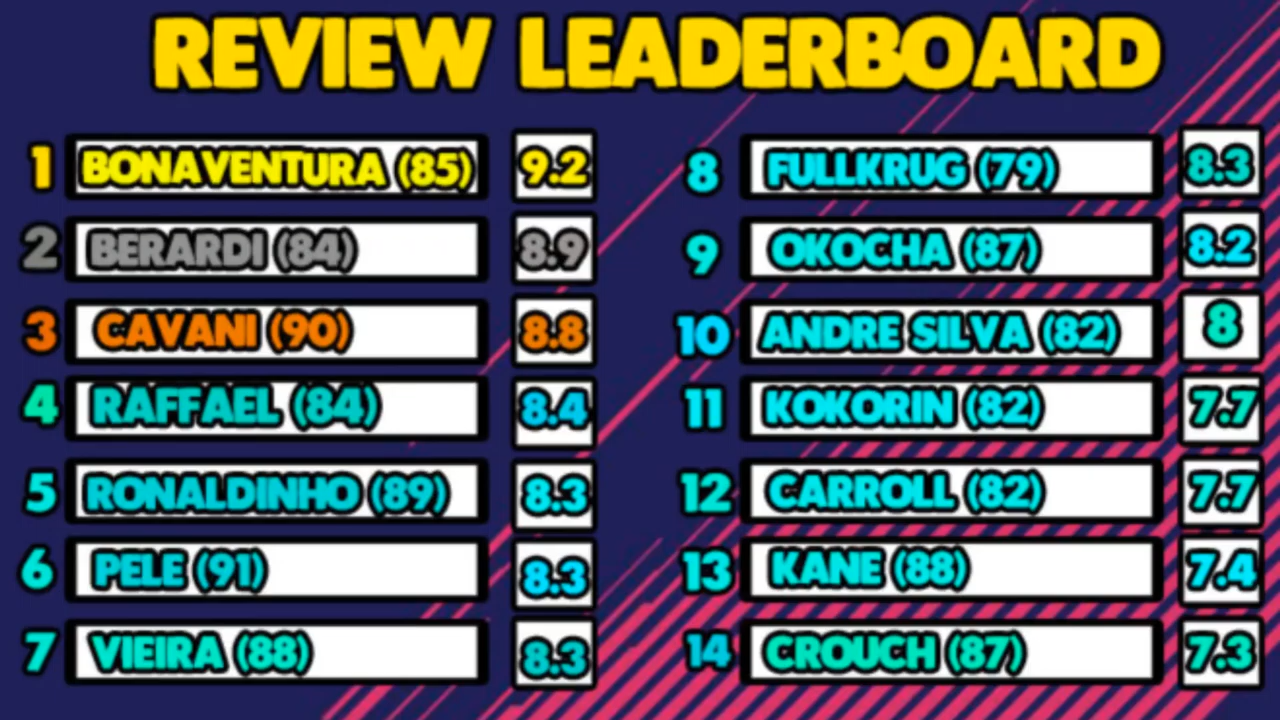 REVIEW LEADERBOARD
1 BONAVENTURA (85) 9.2
2 BERARDI (84) 8.9
3 CAVANI (90) 8.8
4 RAFFAEL (84) 8.4
5 RONALDINHO (89) 8.3
6 PELE (91) 8.3
7 VIEIRA (88) 8.3
8 FULLKRUG (79) 8.3
9 OKOCHA (87) 8.2
10 ANDRE SILVA (82) 8
11 KOKORIN (82) 7.7
12 CARROLL (82) 7.7
13 KANE (88) 7.4
14 CROUCH (87) 7.3